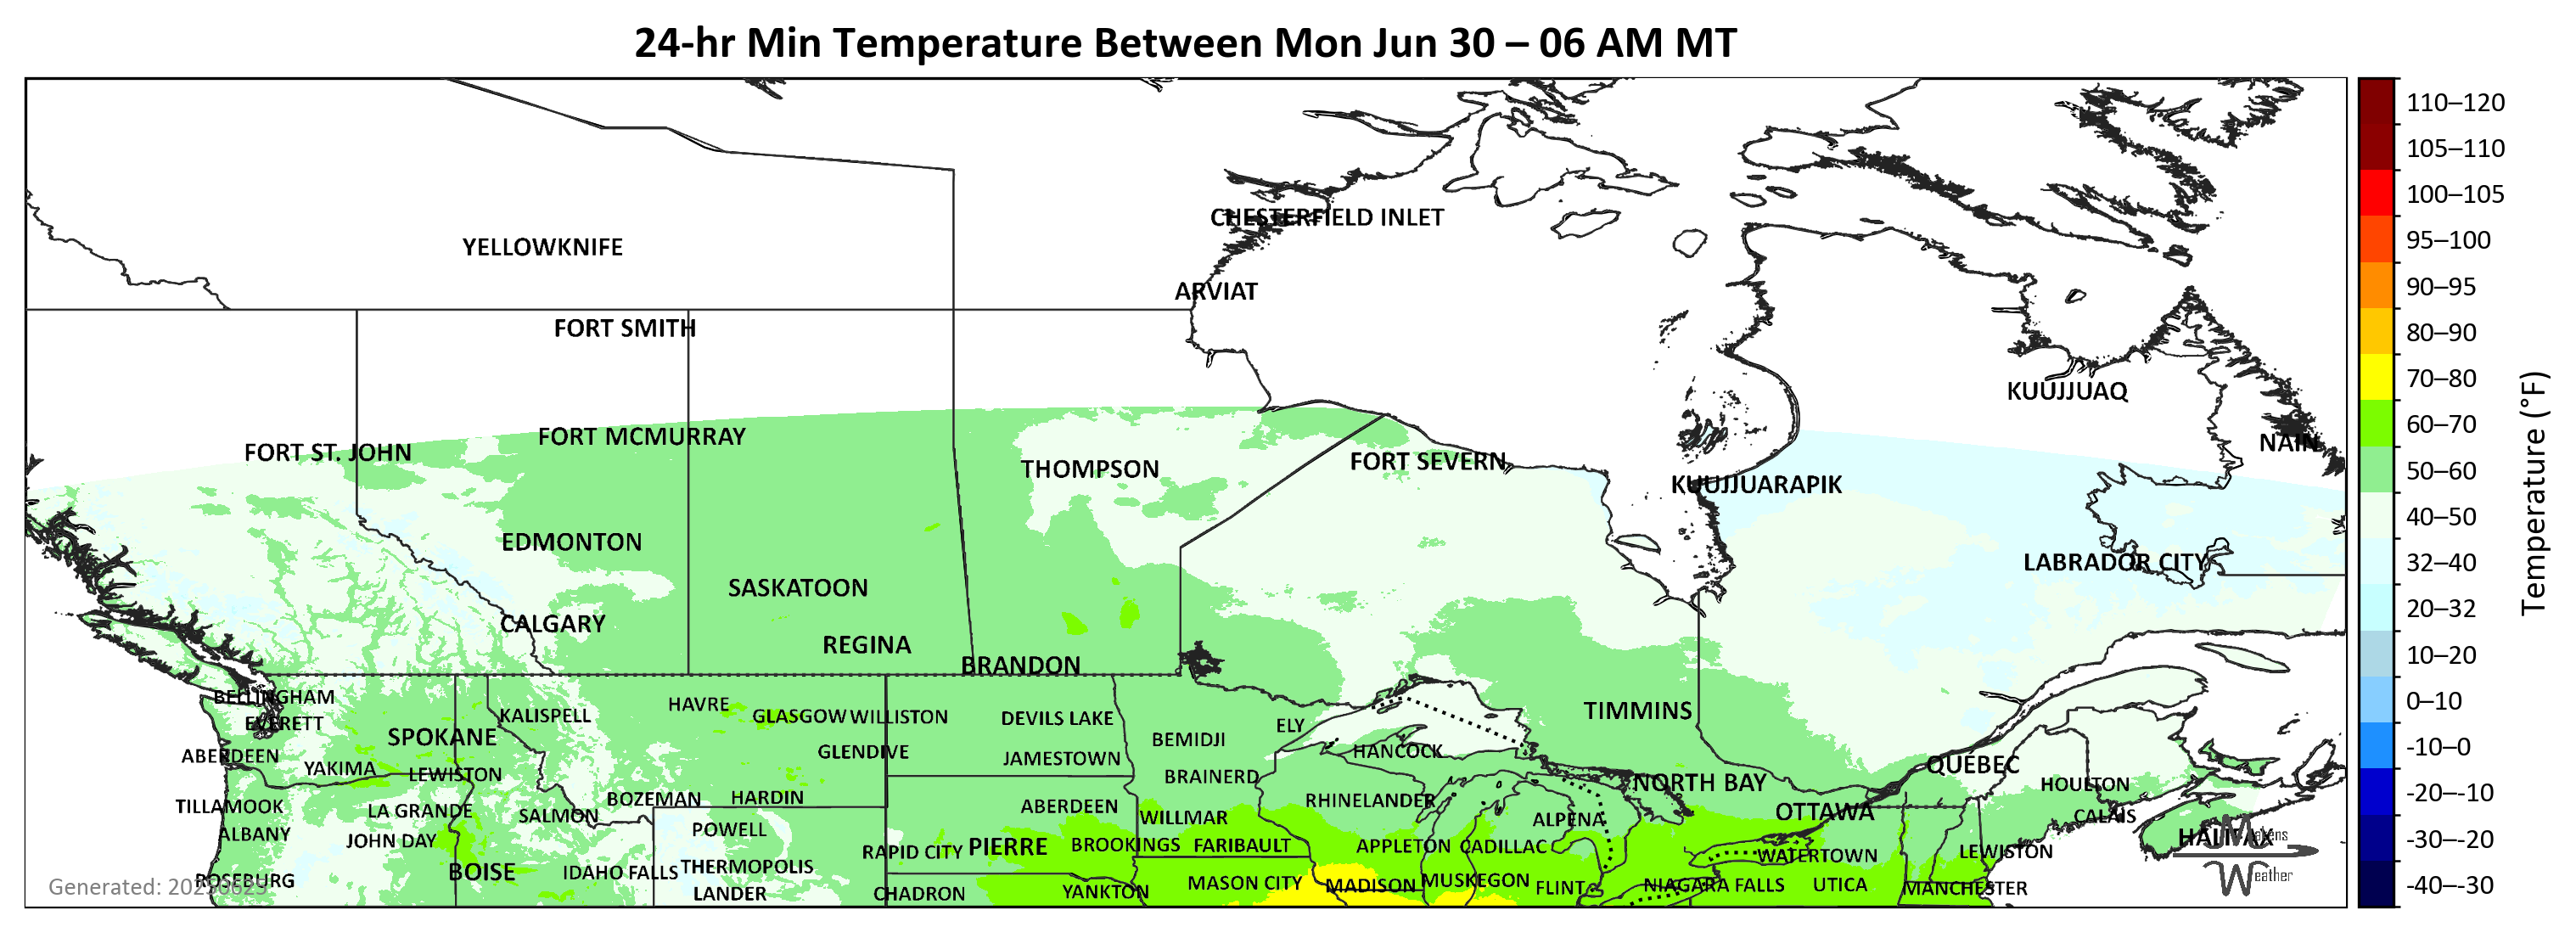 24-hr Min Temperature Between Mon Jun 30 – 06 AM MT
CHESTERFIELD INLET
YELLOWKNIFE
ARVIAT
FORT SMITH
KUUJJUAQ
FORT MCMURRAY
NAIN
FORT ST. JOHN
FORT SEVERN
THOMPSON
KUUJJUARAPIK
EDMONTON
LABRADOR CITY
SASKATOON
CALGARY
REGINA
BRANDON
BELLINGHAM
HAVRE
TIMMINS
KALISPELL
GLASGOW
WILLISTON
DEVILS LAKE
EVERETT
ELY
SPOKANE
BEMIDJI
HANCOCK
GLENDIVE
ABERDEEN
JAMESTOWN
QUÉBEC
YAKIMA
LEWISTON
BRAINERD
NORTH BAY
HOULTON
BOZEMAN
HARDIN
RHINELANDER
TILLAMOOK
LA GRANDE
ABERDEEN
OTTAWA
SALMON
WILLMAR
CALAIS
ALPENA
POWELL
ALBANY
HALIFAX
JOHN DAY
BROOKINGS
FARIBAULT
APPLETON
CADILLAC
PIERRE
RAPID CITY
WATERTOWN
LEWISTON
THERMOPOLIS
BOISE
IDAHO FALLS
ROSEBURG
MUSKEGON
MASON CITY
MADISON
NIAGARA FALLS
UTICA
FLINT
MANCHESTER
YANKTON
LANDER
CHADRON
Makens
Weather
110–120
105–110
100–105
95–100
90–95
80–90
70–80
60–70
50–60
40–50
32–40
20–32
10–20
0–10
-10–0
-20–-10
-30–-20
-40–-30
Temperature (°F)